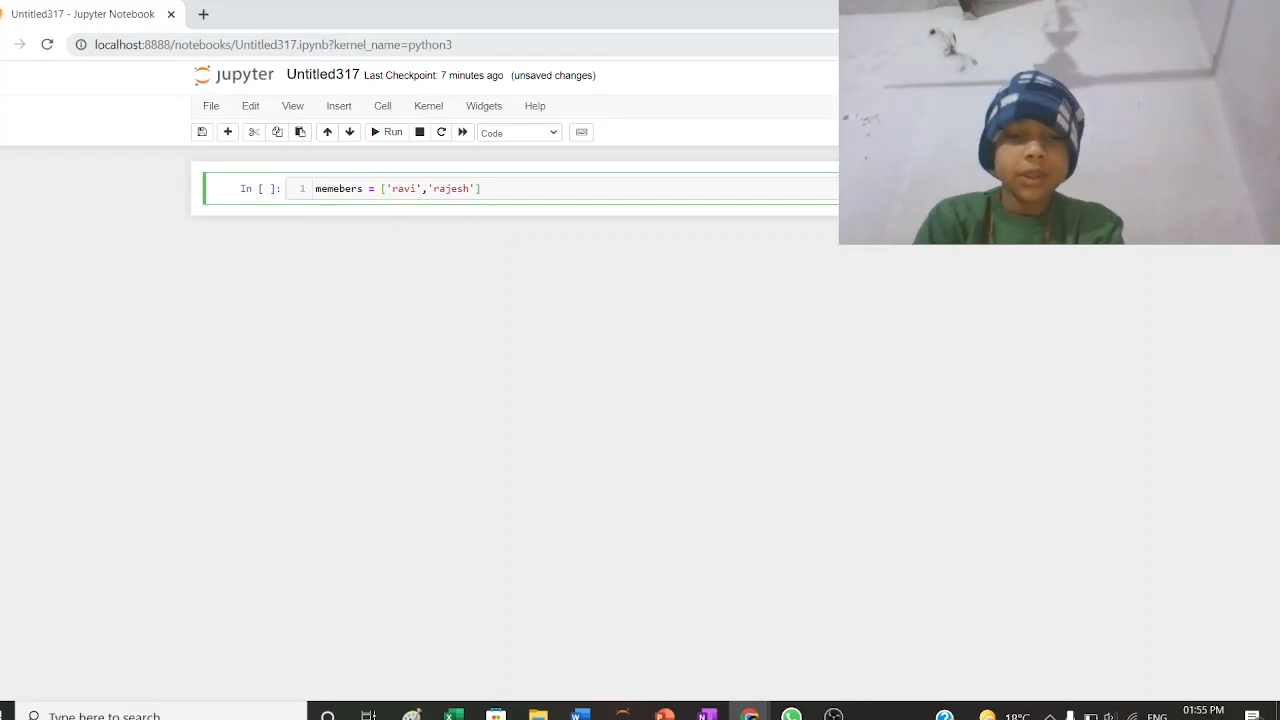 Untitled317 - Jupyter Notebook
localhost:8888/notebooks/Untitled317.ipynb?kernel_name=python3
jupyter Untitled317 Last Checkpoint: 7 minutes ago (unsaved changes)
File Edit View Insert Cell Kernel Widgets Help
Run Code
In [ ]: 1 memebers = ['ravi','rajesh']
Type here to search
18°C ENG 01:55 PM